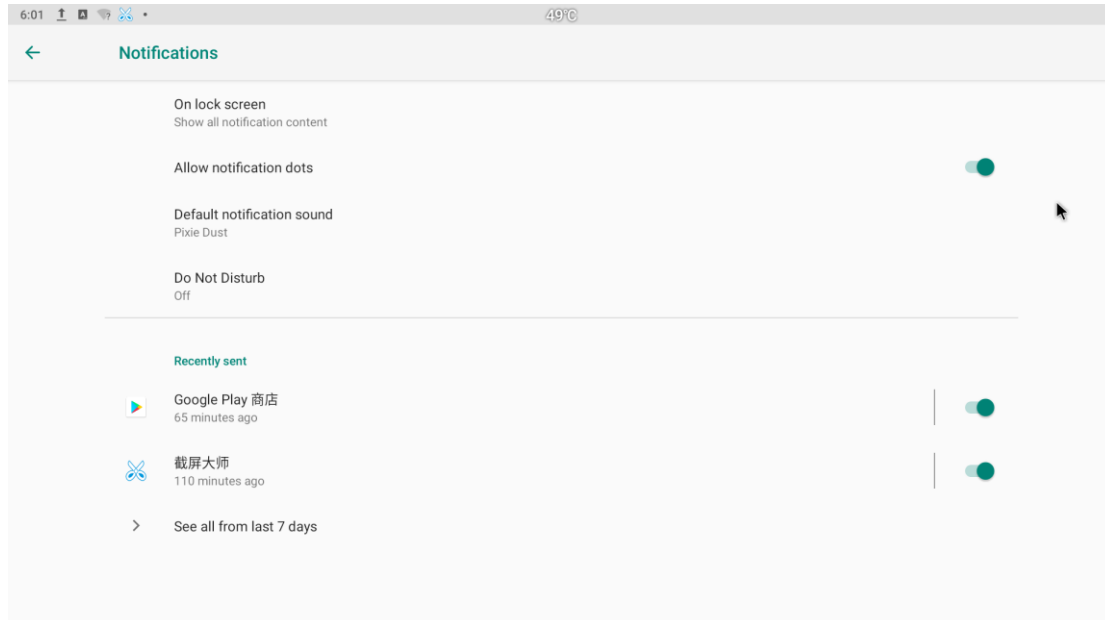 6:01
49°C
Notifications
On lock screen
Show all notification content
Allow notification dots
Default notification sound
Pixie Dust
Do Not Disturb
Off
Recently sent
Google Play 商店
65 minutes ago
截屏大师
110 minutes ago
See all from last 7 days